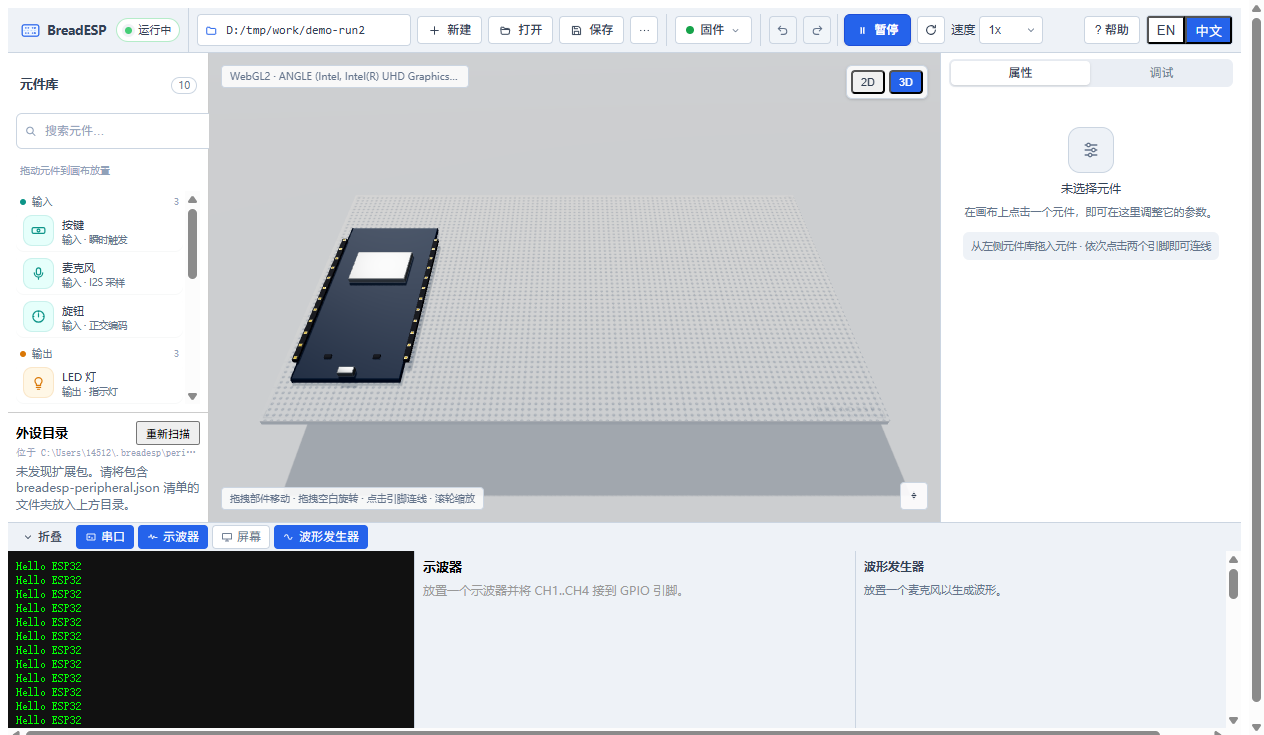 BreadESP
运行中
D:/tmp/work/demo-run2
新建
打开
保存
...
固件
暂停
速度
1x
? 帮助
EN
中文
元件库
10
搜索元件...
拖动元件到画布放置
输入
3
按键
输入 · 瞬时触发
麦克风
输入 · I2S 采样
旋钮
输入 · 正交编码
输出
3
LED 灯
输出 · 指示灯
外设目录
重新扫描
位于 C:\Users\14512\.breadesp\peri...
未发现扩展包。请将包含
breadesp-peripheral.json 清单的
文件夹放入上方目录。
WebGL2 · ANGLE (Intel, Intel(R) UHD Graphics...
2D
3D
拖拽部件移动 · 拖拽空白旋转 · 点击引脚连线 · 滚轮缩放
属性
调试
未选择元件
在画布上点击一个元件，即可在这里调整它的参数。
从左侧元件库拖入元件 · 依次点击两个引脚即可连线
折叠
串口
示波器
屏幕
波形发生器
Hello ESP32
Hello ESP32
Hello ESP32
Hello ESP32
Hello ESP32
Hello ESP32
Hello ESP32
Hello ESP32
Hello ESP32
Hello ESP32
Hello ESP32
Hello ESP32
示波器
放置一个示波器并将 CH1..CH4 接到 GPIO 引脚。
波形发生器
放置一个麦克风以生成波形。